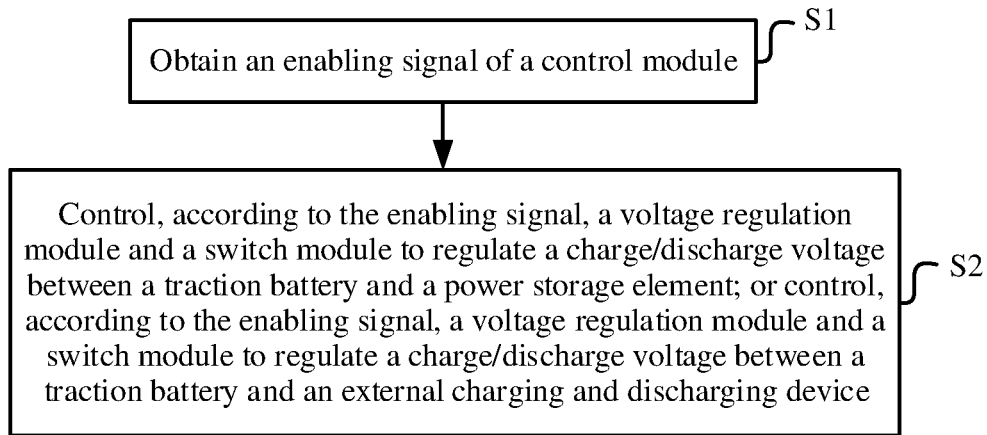 S1
Obtain an enabling signal of a control module
Control, according to the enabling signal, a voltage regulation
module and a switch module to regulate a charge/discharge voltage
between a traction battery and a power storage element; or control,
according to the enabling signal, a voltage regulation module and a
switch module to regulate a charge/discharge voltage between a
traction battery and an external charging and discharging device
S2